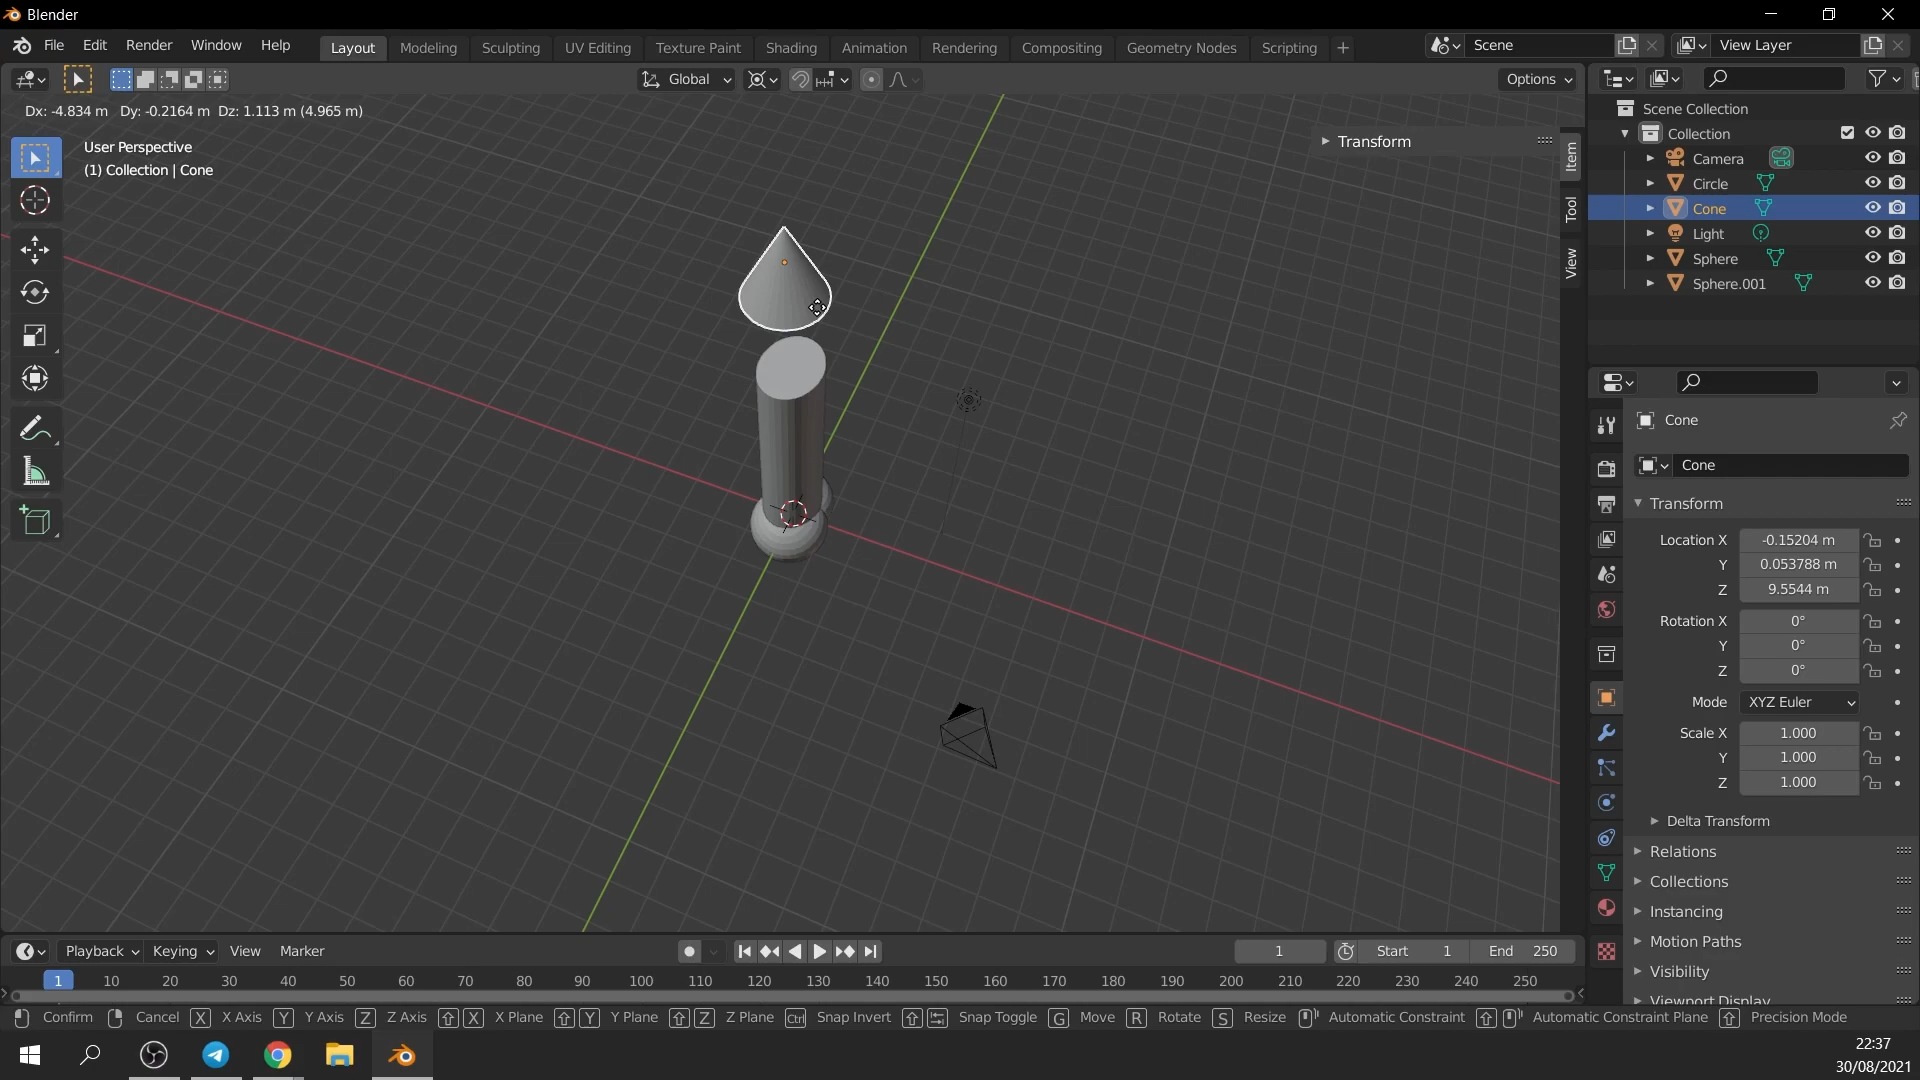 Blender
File Edit Render Window Help
Layout Modeling Sculpting UV Editing Texture Paint Shading Animation Rendering Compositing Geometry Nodes Scripting +
Scene
View Layer
Global
Options
Dx: -4.834 m Dy: -0.2164 m Dz: 1.113 m (4.965 m)
User Perspective
(1) Collection | Cone
Transform
Item
Tool
View
Scene Collection
Collection
Camera
Circle
Cone
Light
Sphere
Sphere.001
Cone
Cone
Transform
Location X -0.15204 m
Y 0.053788 m
Z 9.5544 m
Rotation X 0°
Y 0°
Z 0°
Mode XYZ Euler
Scale X 1.000
Y 1.000
Z 1.000
Delta Transform
Relations
Collections
Instancing
Motion Paths
Visibility
Viewport Display
Playback Keying View Marker
1 Start 1 End 250
1 10 20 30 40 50 60 70 80 90 100 110 120 130 140 150 160 170 180 190 200 210 220 230 240 250
Confirm Cancel X X Axis Y Y Axis Z Z Axis X X Plane Y Y Plane Z Z Plane Ctrl Snap Invert Snap Toggle G Move R Rotate S Resize Automatic Constraint Automatic Constraint Plane Precision Mode
22:37
30/08/2021